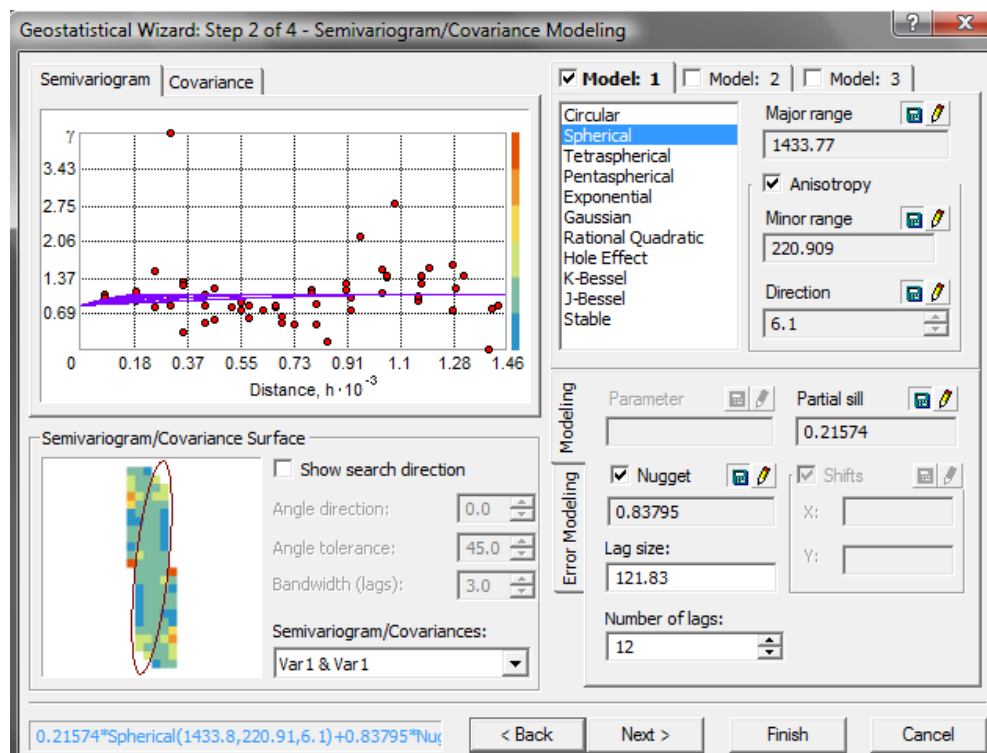 Geostatistical Wizard: Step 2 of 4 - Semivariogram/Covariance Modeling
Semivariogram
Covariance
γ
3.43
2.75
2.06
1.37
0.69
0 0.18 0.37 0.55 0.73 0.91 1.1 1.28 1.46
Distance, h·10⁻³
Semivariogram/Covariance Surface
Show search direction
Angle direction: 0.0
Angle tolerance: 45.0
Bandwidth (lags): 3.0
Semivariogram/Covariances:
Var1 & Var1
Model: 1
Model: 2
Model: 3
Circular
Spherical
Tetraspherical
Pentaspherical
Exponential
Gaussian
Rational Quadratic
Hole Effect
K-Bessel
J-Bessel
Stable
Major range
1433.77
Anisotropy
Minor range
220.909
Direction
6.1
Modeling
Error Modeling
Parameter
Partial sill
0.21574
Nugget
0.83795
Shifts
X:
Y:
Lag size:
121.83
Number of lags:
12
0.21574*Spherical(1433.8,220.91,6.1)+0.83795*Nug
< Back
Next >
Finish
Cancel